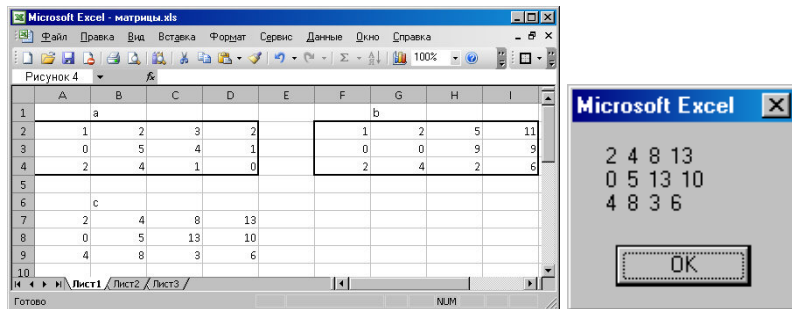 Microsoft Excel - матрицы.xls
Файл Правка Вид Вставка Формат Сервис Данные Окно Справка
100%
Рисунок 4 fx
A B C D E F G H I
1 a b
2 1 2 3 2 1 2 5 11
3 0 5 4 1 0 0 9 9
4 2 4 1 0 2 4 2 6
5
6 c
7 2 4 8 13
8 0 5 13 10
9 4 8 3 6
10
Лист1 Лист2 Лист3
Готово NUM
Microsoft Excel
2 4 8 13
0 5 13 10
4 8 3 6
OK